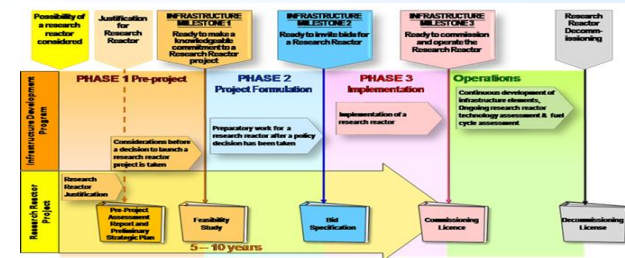 Possibility of
a research
reactor
considered
Justification
for
Research
Reactor
INFRASTRUCTURE
MILESTONE 1
Ready to make a
knowledgeable
commitment to a
Research Reactor
project
INFRASTRUCTURE
MILESTONE 2
Ready to invite bids for
a Research Reactor
INFRASTRUCTURE
MILESTONE 3
Ready to commission
and operate the
Research Reactor
Research
Reactor
Decomm-
issioning
Infrastructure Development
Program
PHASE 1 Pre-project
PHASE 2
Project Formulation
PHASE 3
Implementation
Operations
Considerations before
a decision to launch a
research reactor
project is taken
Preparatory work for a
research reactor after a policy
decision has been taken
Implementation of a
research reactor
Continuous development of
infrastructure elements,
Ongoing research reactor
technology assessment & fuel
cycle assessment
Research Reactor
Project
Research
Reactor
Justification
Pre-Project
Assessment
Report and
Preliminary
Strategic Plan
Feasibility
Study
Bid
Specification
Commissioning
Licence
Decommissioning
License
5 – 10 years